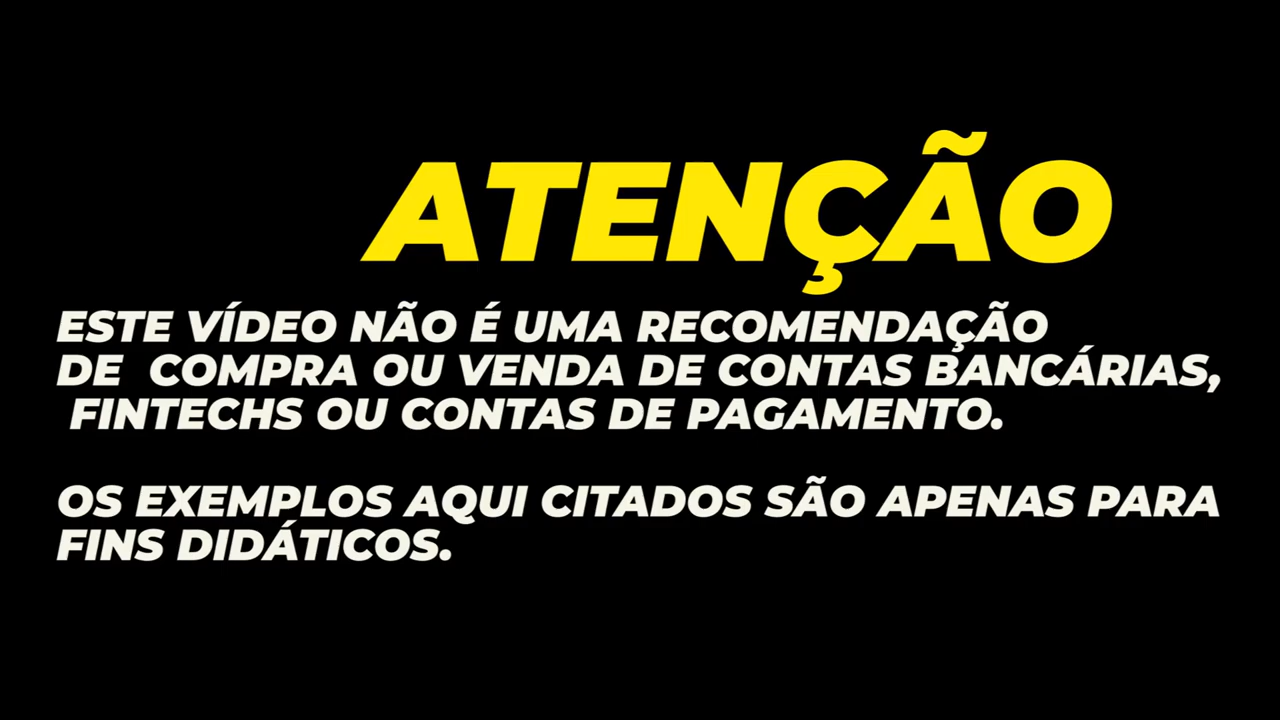 ATENÇÃO
ESTE VÍDEO NÃO É UMA RECOMENDAÇÃO
DE COMPRA OU VENDA DE CONTAS BANCÁRIAS,
FINTECHS OU CONTAS DE PAGAMENTO.
OS EXEMPLOS AQUI CITADOS SÃO APENAS PARA
FINS DIDÁTICOS.